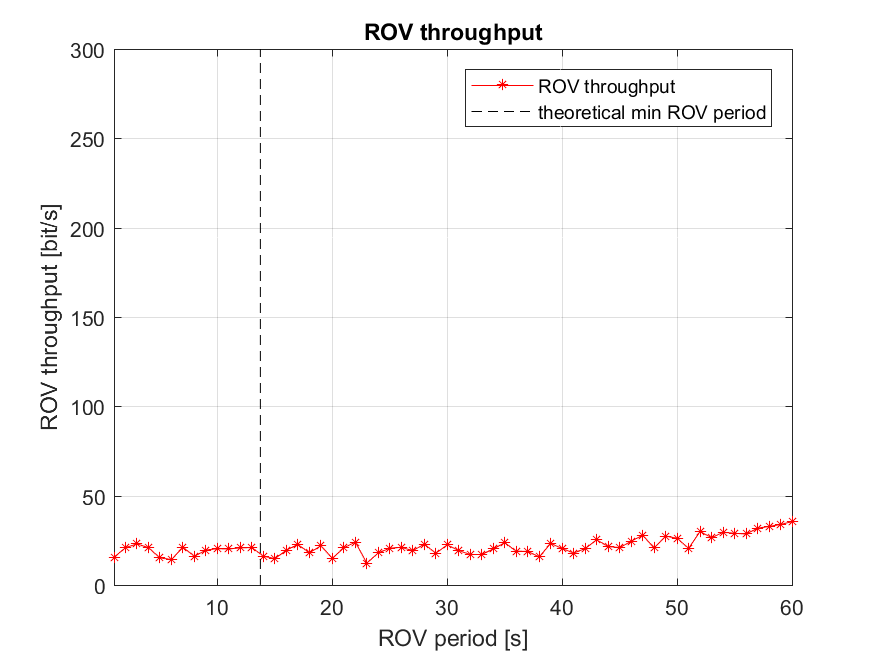 ROV throughput
ROV throughput
theoretical min ROV period
300
250
200
150
100
50
0
ROV throughput [bit/s]
10 20 30 40 50 60
ROV period [s]